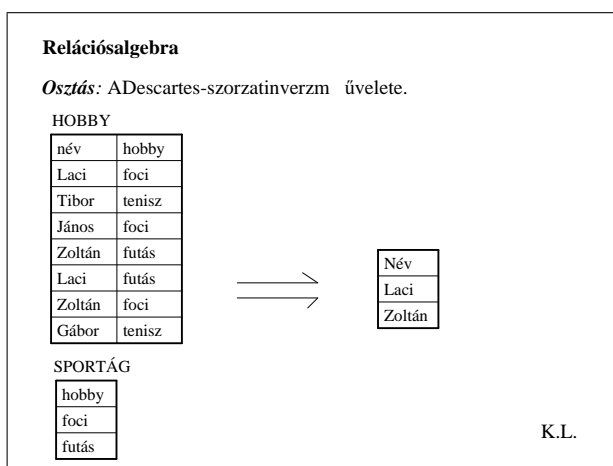 Relációsalgebra
Osztás: ADescartes-szorzatinverzm űvelete.
HOBBY
név hobby
Laci foci
Tibor tenisz
János foci
Zoltán futás
Laci futás
Zoltán foci
Gábor tenisz
Név
Laci
Zoltán
SPORTÁG
hobby
foci
futás
K.L.